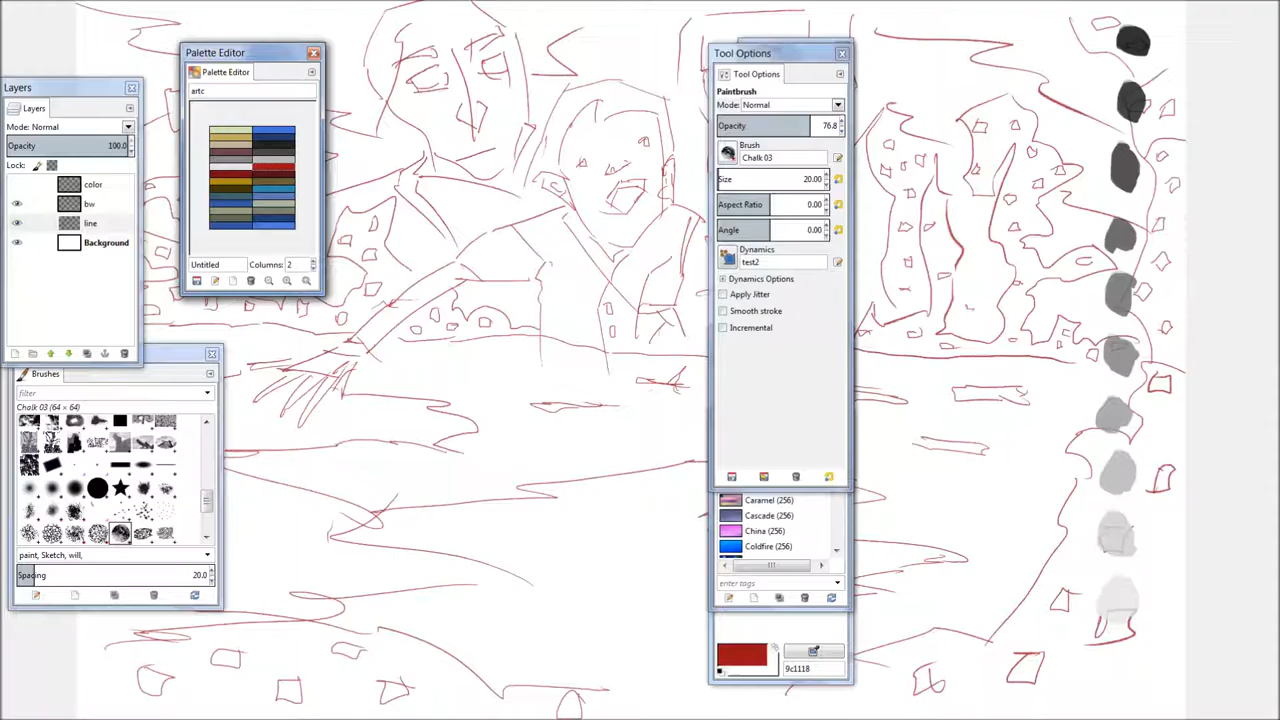 Palette Editor
Palette Editor
artc
Untitled
Columns: 2
Layers
Layers
Mode: Normal
Opacity 100.0
Lock:
color
bw
line
Background
Brushes
filter
Chalk 03 (64 × 64)
paint, Sketch, will,
Spacing 20.0
Tool Options
Tool Options
Paintbrush
Mode: Normal
Opacity 76.8
Brush
Chalk 03
Size 20.00
Aspect Ratio 0.00
Angle 0.00
Dynamics
test2
Dynamics Options
Apply Jitter
Smooth stroke
Incremental
Caramel (256)
Cascade (256)
China (256)
Coldfire (256)
enter tags
9c1118